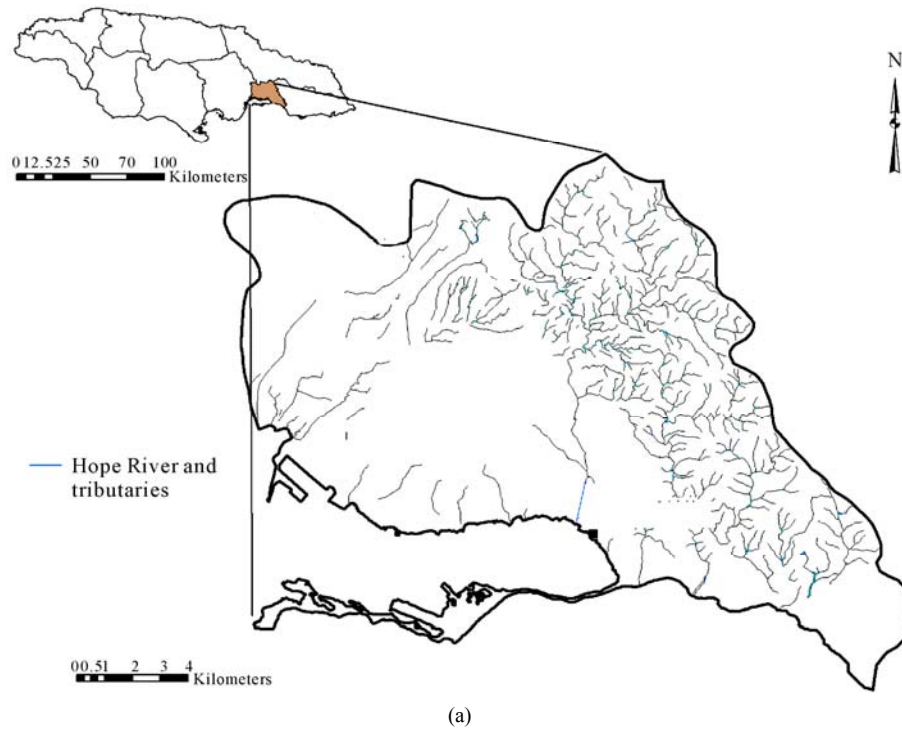 N
0 12.525 50 70 100
Kilometers
Hope River and
tributaries
00.51 2 3 4
Kilometers
(a)